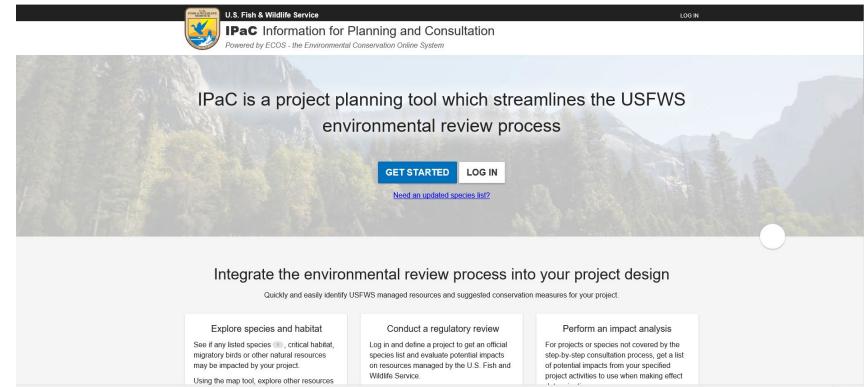 U.S. Fish & Wildlife Service
LOG IN
IPaC Information for Planning and Consultation
Powered by ECOS - the Environmental Conservation Online System
IPaC is a project planning tool which streamlines the USFWS
environmental review process
GET STARTED
LOG IN
Need an updated species list?
Integrate the environmental review process into your project design
Quickly and easily identify USFWS managed resources and suggested conservation measures for your project.
Explore species and habitat
See if any listed species , critical habitat,
migratory birds or other natural resources
may be impacted by your project.
Using the map tool, explore other resources
Conduct a regulatory review
Log in and define a project to get an official
species list and evaluate potential impacts
on resources managed by the U.S. Fish and
Wildlife Service.
Perform an impact analysis
For projects or species not covered by the
step-by-step consultation process, get a list
of potential impacts from your specified
project activities to use when making effect